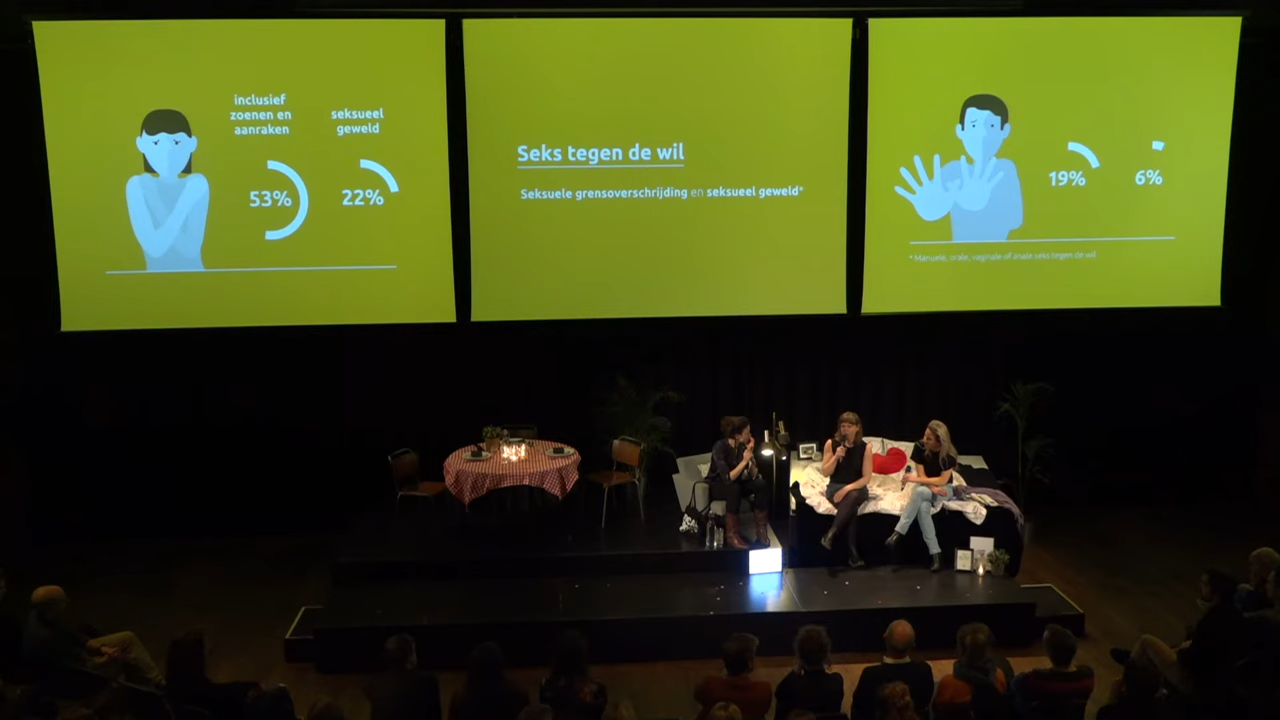 inclusief
zoenen en
aanraken
seksueel
geweld
53%
22%
Seks tegen de wil
Seksuele grensoverschrijding en seksueel geweld*
19%
6%
* Manuele, orale, vaginale of anale seks tegen de wil